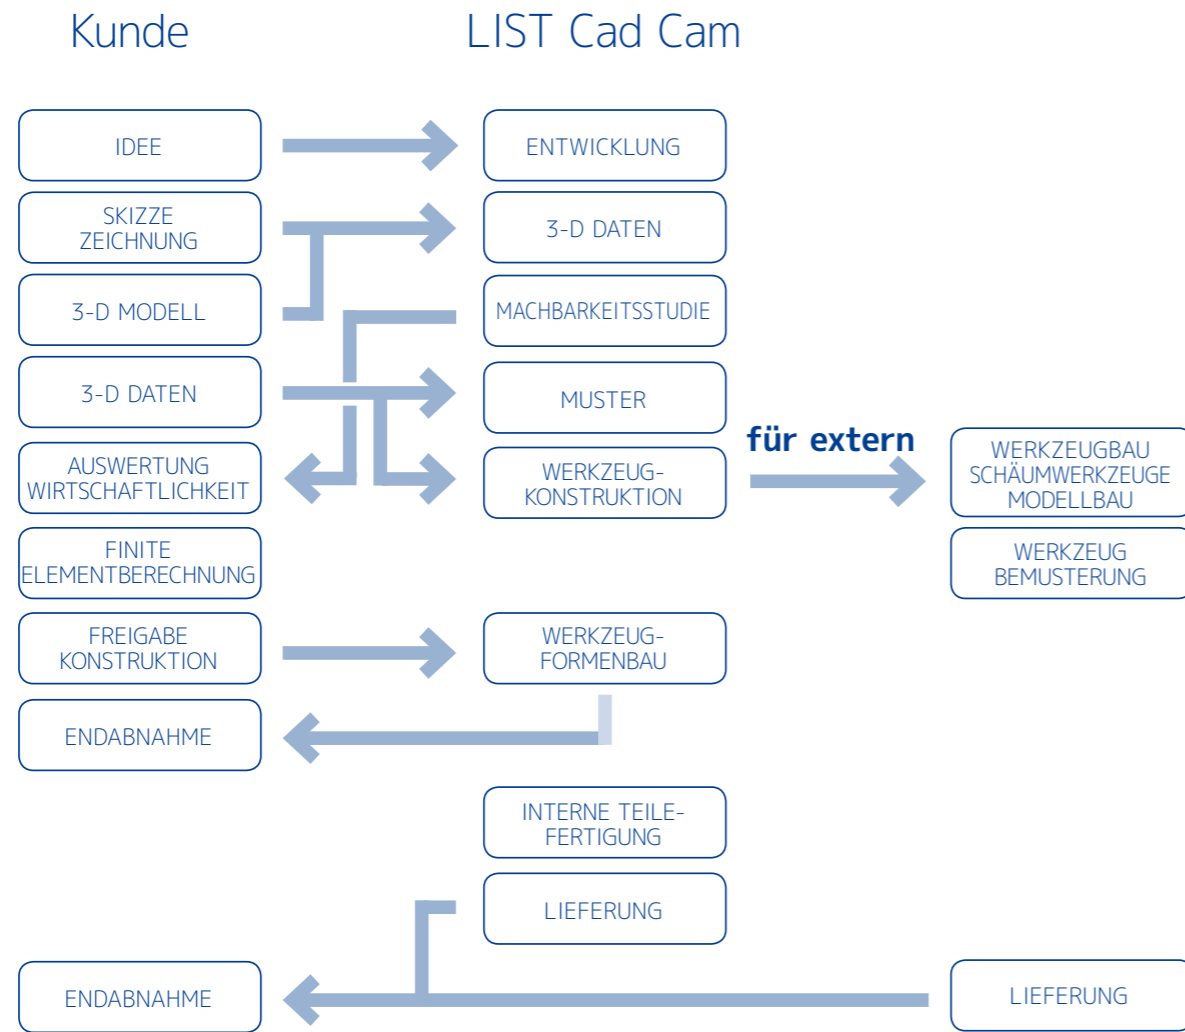 Kunde
LIST Cad Cam
IDEE
ENTWICKLUNG
SKIZZE
ZEICHNUNG
3-D DATEN
3-D MODELL
MACHBARKEITSSTUDIE
3-D DATEN
MUSTER
für extern
AUSWERTUNG
WIRTSCHAFTLICHKEIT
WERKZEUG-
KONSTRUKTION
WERKZEUGBAU
SCHÄUMWERKZEUGE
MODELLBAU
FINITE
ELEMENTBERECHNUNG
WERKZEUG
BEMUSTERUNG
FREIGABE
KONSTRUKTION
WERKZEUG-
FORMENBAU
ENDABNAHME
INTERNE TEILE-
FERTIGUNG
LIEFERUNG
ENDABNAHME
LIEFERUNG